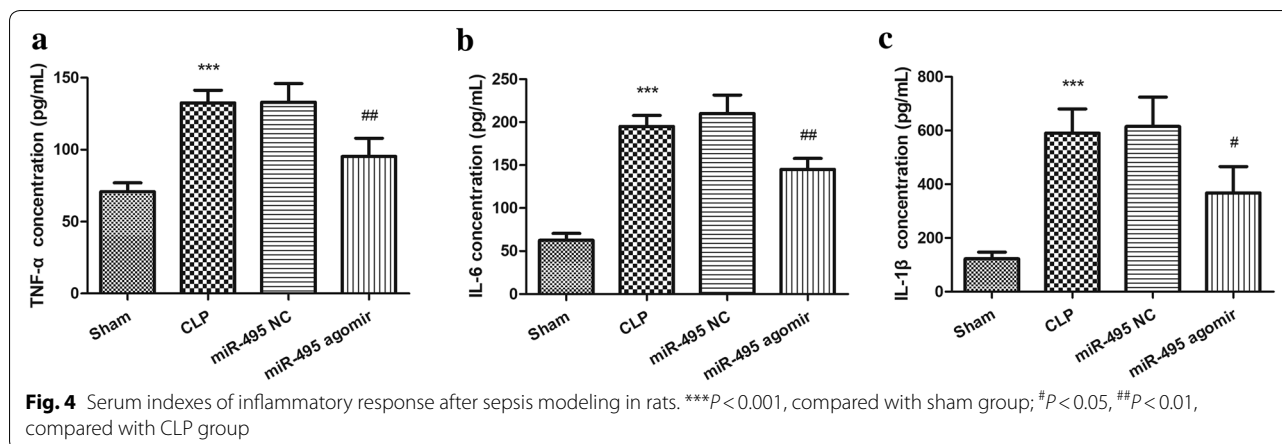 a
TNF-α concentration (pg/mL)
150
100
50
0
***
##
Sham
CLP
miR-495 NC
miR-495 agomir
b
IL-6 concentration (pg/mL)
250
200
150
100
50
0
***
##
Sham
CLP
miR-495 NC
miR-495 agomir
c
IL-1β concentration (pg/mL)
800
600
400
200
0
***
#
Sham
CLP
miR-495 NC
miR-495 agomir
Fig. 4 Serum indexes of inflammatory response after sepsis modeling in rats. ***P < 0.001, compared with sham group; #P < 0.05, ##P < 0.01,
compared with CLP group